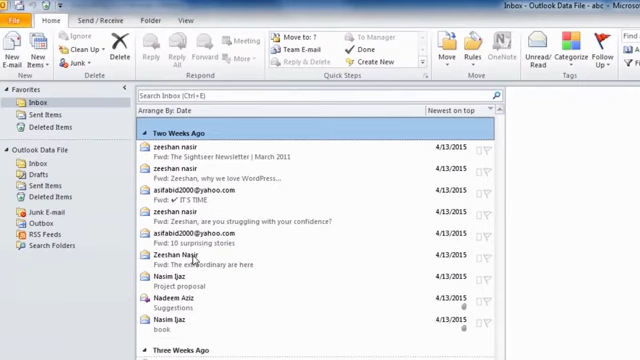 Inbox - Outlook Data File - abc - Microso
File Home Send / Receive Folder View
New E-mail
New Items
Ignore
Clean Up
Junk
Delete
Delete
Reply
Reply All
Forward
Meeting
Respond
Move to: ?
Team E-mail
Reply & Delete
To Manager
Done
Create New
Quick Steps
Move
Rules
OneNote
Move
Unread/ Read
Categorize
Follow Up
Tags
Find a
Filter
Favorites
Inbox
Sent Items
Deleted Items
Outlook Data File
Inbox
Drafts
Sent Items
Deleted Items
Junk E-mail
Outbox
RSS Feeds
Search Folders
Search Inbox (Ctrl+E)
Arrange By: Date Newest on top
Two Weeks Ago
zeeshan nasir 4/13/2015
Fwd: The Sightseer Newsletter | March 2011
zeeshan nasir 4/13/2015
Fwd: Zeeshan, why we love WordPress...
asifabid2000@yahoo.com 4/13/2015
Fwd: ✔ IT'S TIME
zeeshan nasir 4/13/2015
Fwd: Zeeshan, are you struggling with your confidence?
asifabid2000@yahoo.com 4/13/2015
Fwd: 10 surprising stories
Zeeshan Nasir 4/13/2015
Fwd: The extraordinary are here
Nasim Ijaz 4/13/2015
Project proposal
Nadeem Aziz 4/13/2015
Suggestions
Nasim Ijaz 4/13/2015
book
Three Weeks Ago